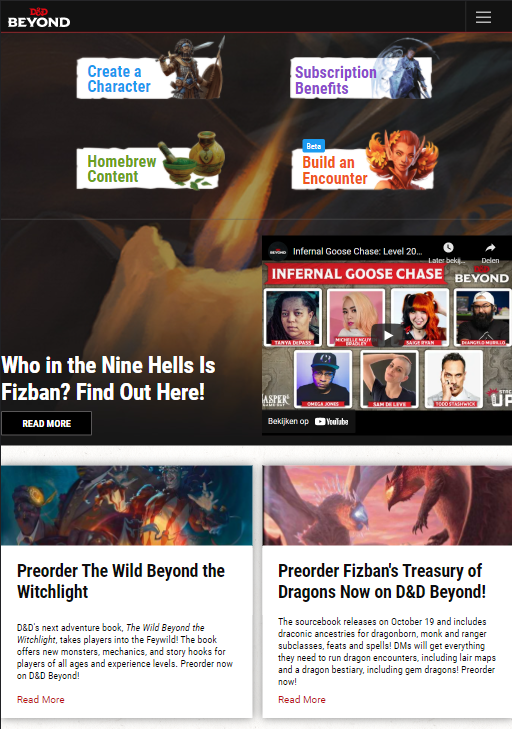 D&D
BEYOND
Create a
Character
Subscription
Benefits
Homebrew
Content
Beta
Build an
Encounter
Infernal Goose Chase: Level 20...
Later bekij...
Delen
INFERNAL GOOSE CHASE
BEYOND
TANYA DEPASS
BRADLEY
SAIGE RYAN
DEANGELO MURILLO
OMEGA JONES
SAM DE LEVE
TODD STASHWICK
UP
Bekijken op YouTube
Who in the Nine Hells Is
Fizban? Find Out Here!
READ MORE
Preorder The Wild Beyond the
Witchlight
D&D's next adventure book, The Wild Beyond the
Witchlight, takes players into the Feywild! The book
offers new monsters, mechanics, and story hooks for
players of all ages and experience levels. Preorder now
on D&D Beyond!
Read More
Preorder Fizban's Treasury of
Dragons Now on D&D Beyond!
The sourcebook releases on October 19 and includes
draconic ancestries for dragonborn, monk and ranger
subclasses, feats and spells! DMs will get everything
they need to run dragon encounters, including lair maps
and a dragon bestiary, including gem dragons! Preorder
now!
Read More